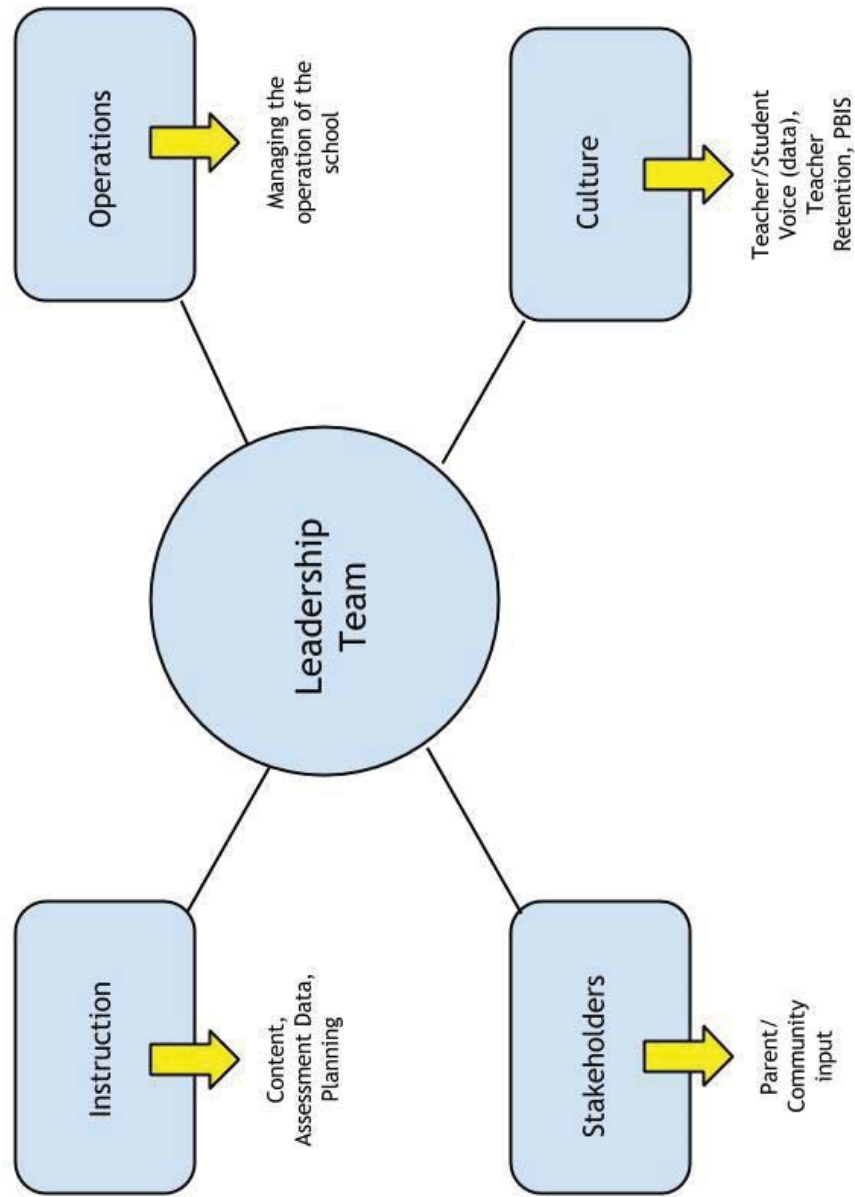 Instruction
Content,
Assessment Data,
Planning
Operations
Managing the
operation of the
school
Leadership
Team
Stakeholders
Parent/
Community
input
Culture
Teacher/Student
Voice (data),
Teacher
Retention, PBIS